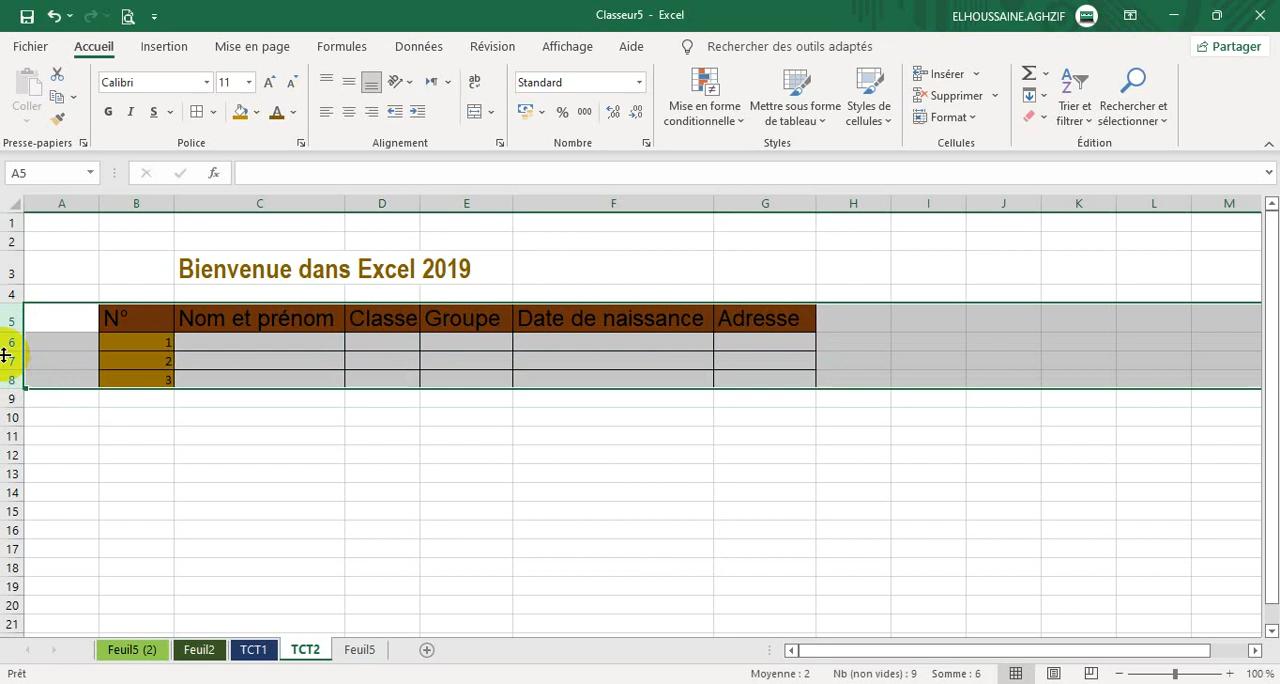 Classeur5 - Excel
ELHOUSSAINE.AGHZIF
Fichier Accueil Insertion Mise en page Formules Données Révision Affichage Aide Rechercher des outils adaptés Partager
Coller
Calibri 11
G I S
ab
c
Standard
% 000
Mise en forme conditionnelle
Mettre sous forme de tableau
Styles de cellules
Insérer
Supprimer
Format
Trier et filtrer
Rechercher et sélectionner
Presse-papiers Police Alignement Nombre Styles Cellules Édition
A5 fx
A B C D E F G H I J K L M
1
2
3 Bienvenue dans Excel 2019
4
5 N° Nom et prénom Classe Groupe Date de naissance Adresse
6 1
7 2
8 3
9
10
11
12
13
14
15
16
17
18
19
20
21
Feuil5 (2) Feuil2 TCT1 TCT2 Feuil5
Prêt Moyenne : 2 Nb (non vides) : 9 Somme : 6 100 %